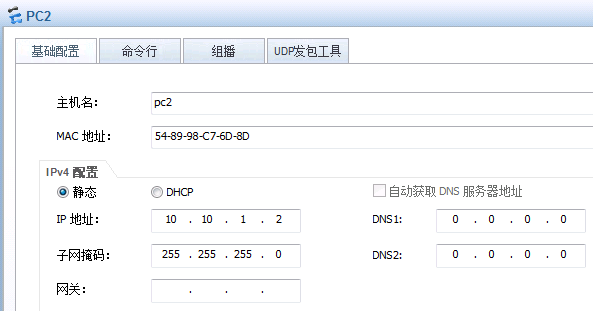 PC2
基础配置 命令行 组播 UDP发包工具
主机名: pc2
MAC 地址: 54-89-98-C7-6D-8D
IPv4 配置
静态 DHCP 自动获取 DNS 服务器地址
IP 地址: 10 . 10 . 1 . 2 DNS1: 0 . 0 . 0 . 0
子网掩码: 255 . 255 . 255 . 0 DNS2: 0 . 0 . 0 . 0
网关: . . .